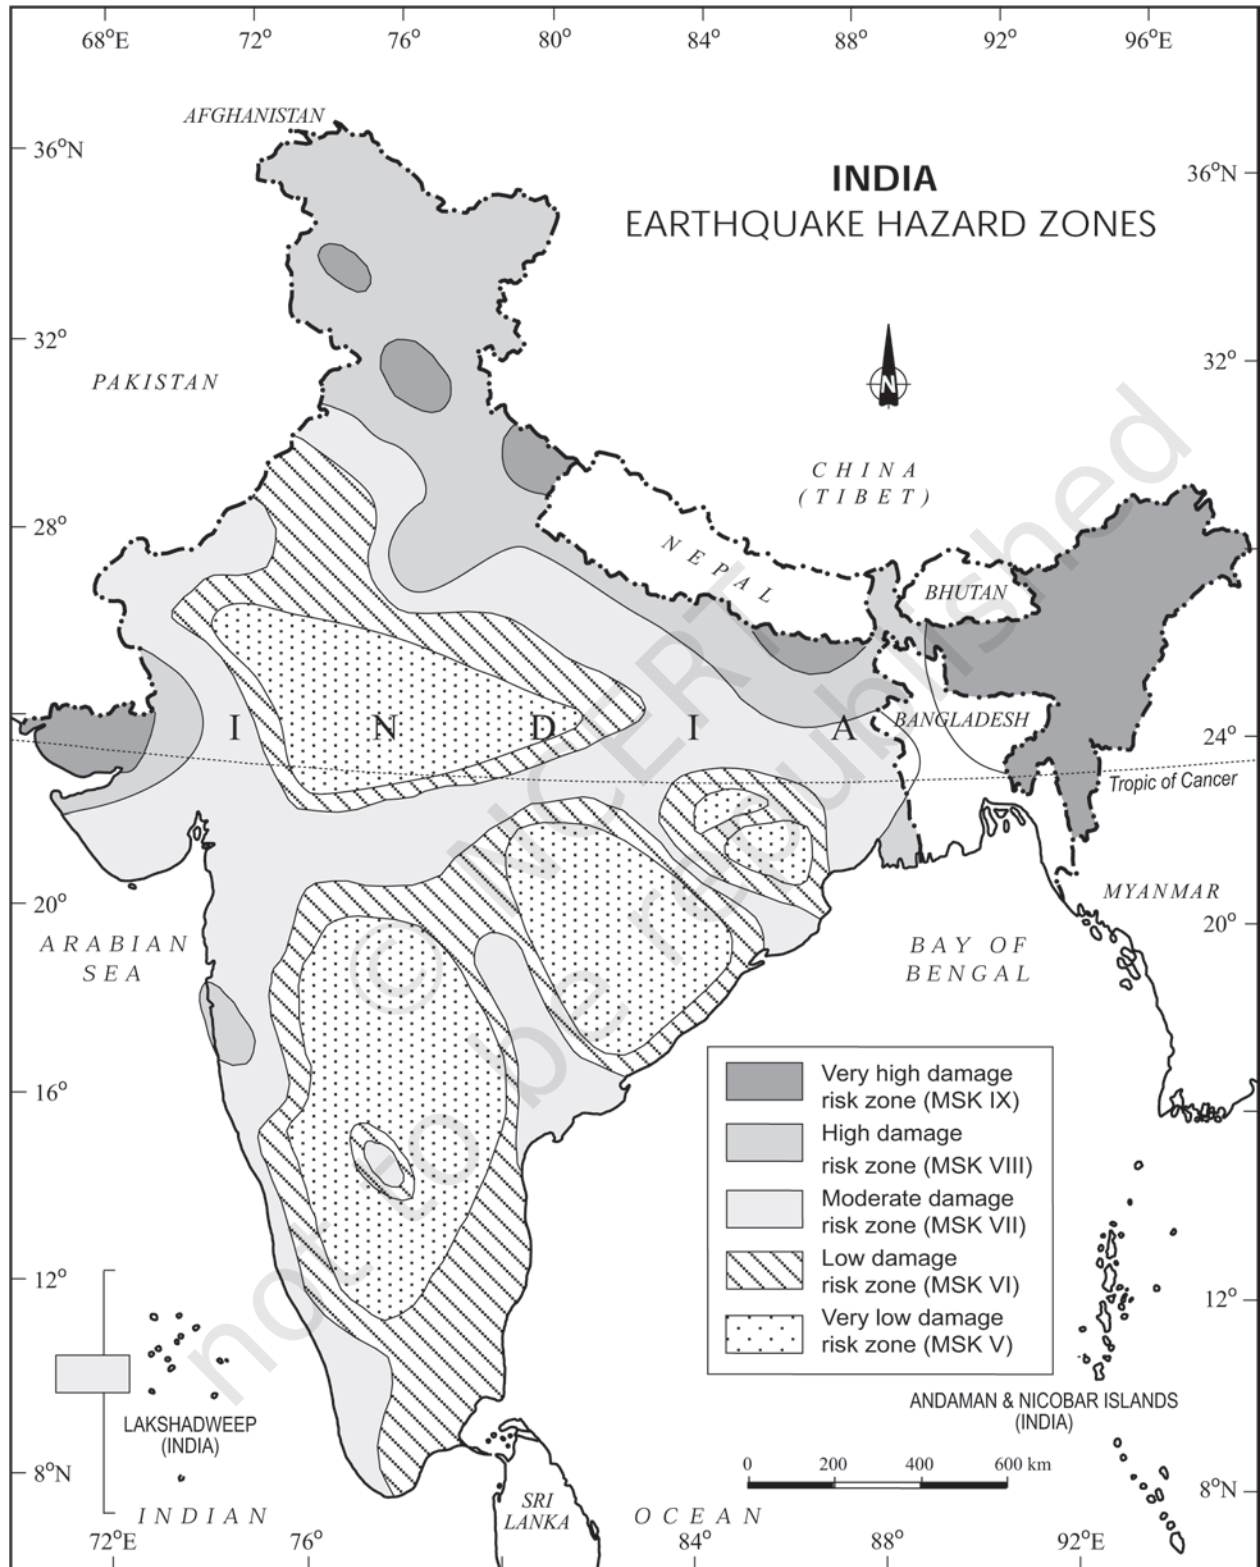 68°E 72° 76° 80° 84° 88° 92° 96°E
AFGHANISTAN
36°N
36°N
INDIA
EARTHQUAKE HAZARD ZONES
32°
32°
PAKISTAN
N
CHINA
(TIBET)
28°
NEPAL
BHUTAN
I N D I A
BANGLADESH
24°
Tropic of Cancer
20°
20°
MYANMAR
ARABIAN
SEA
BAY OF
BENGAL
© NCERT
not to be republished
16°
Very high damage
risk zone (MSK IX)
High damage
risk zone (MSK VIII)
Moderate damage
risk zone (MSK VII)
Low damage
risk zone (MSK VI)
Very low damage
risk zone (MSK V)
12°
12°
LAKSHADWEEP
(INDIA)
ANDAMAN & NICOBAR ISLANDS
(INDIA)
0 200 400 600 km
8°N
8°N
SRI
LANKA
INDIAN OCEAN
72°E 76° 84° 88° 92°E